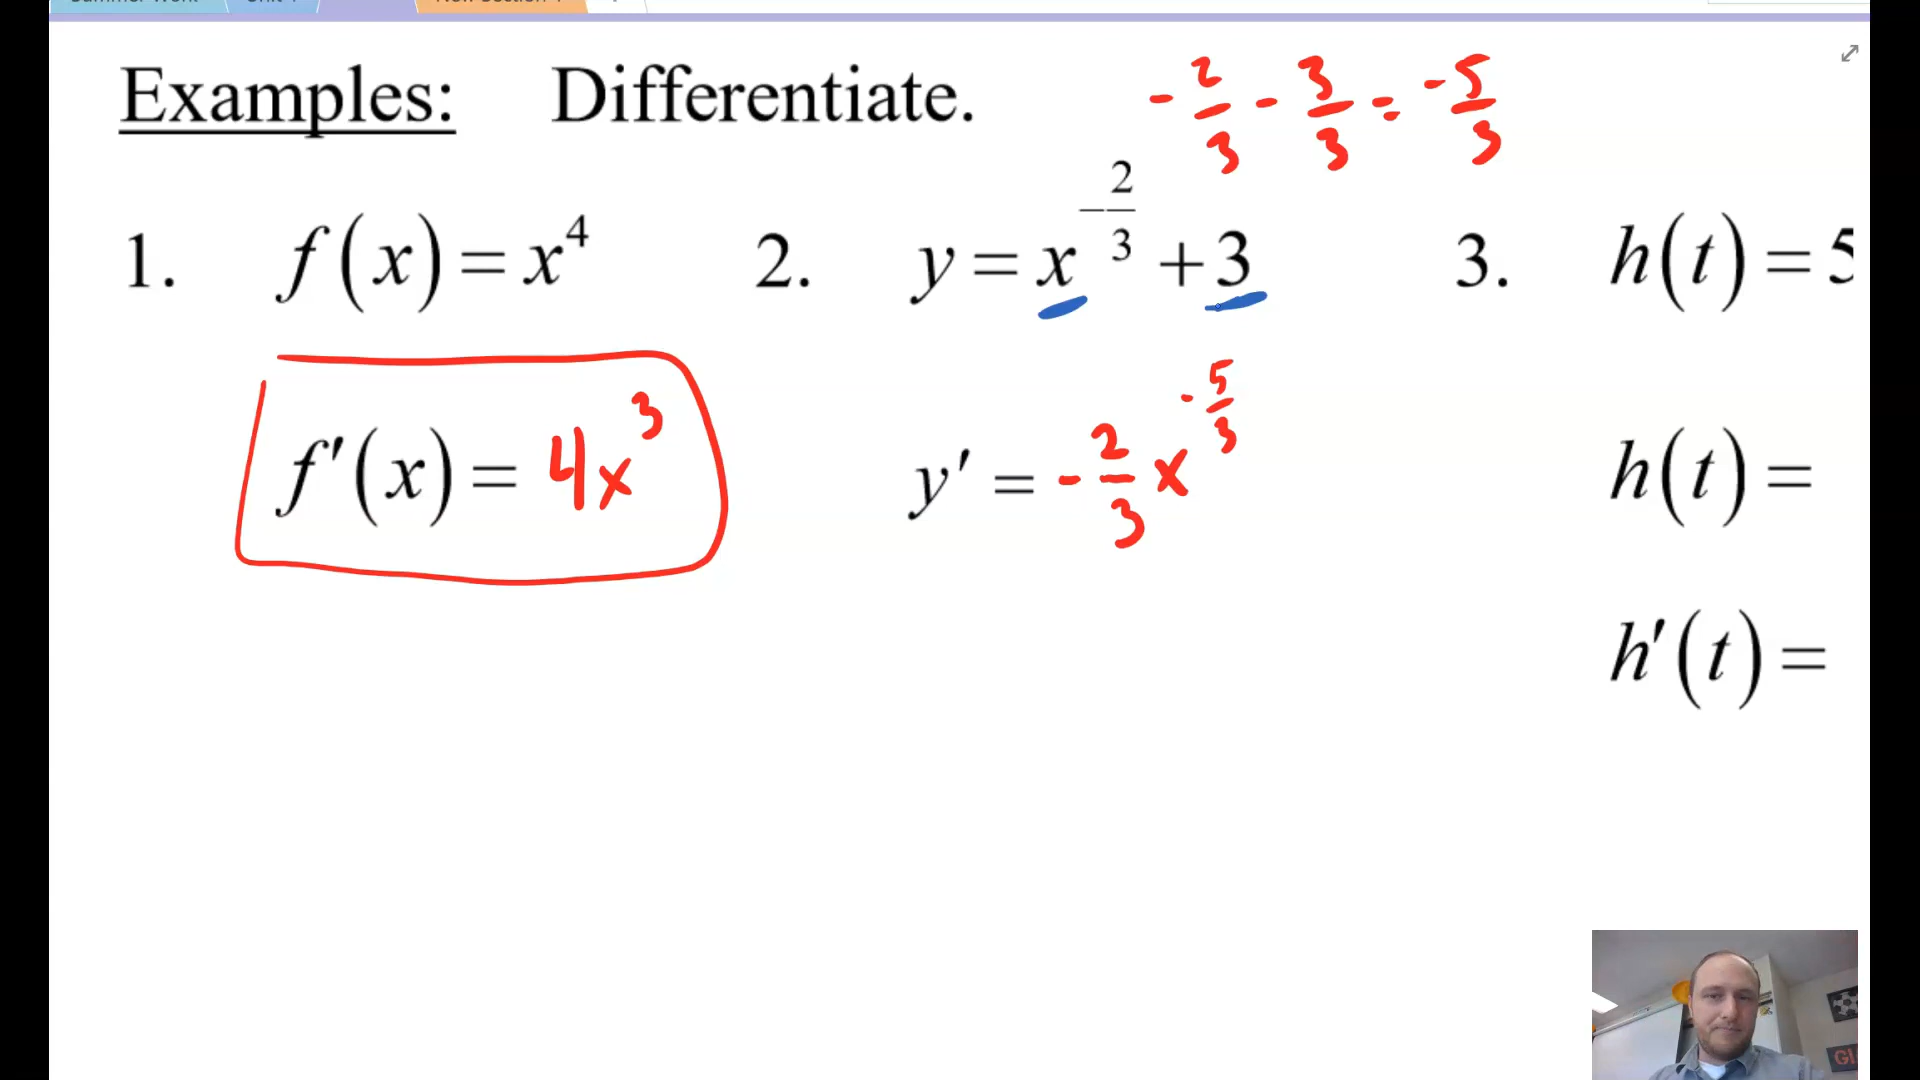 Examples: Differentiate.
-2/3 - 3/3 = -5/3
1. f(x) = x^4
2. y = x^(-2/3) + 3
3. h(t) = 5
f'(x) = 4x^3
y' = -2/3 x^(-5/3)
h(t) =
h'(t) =